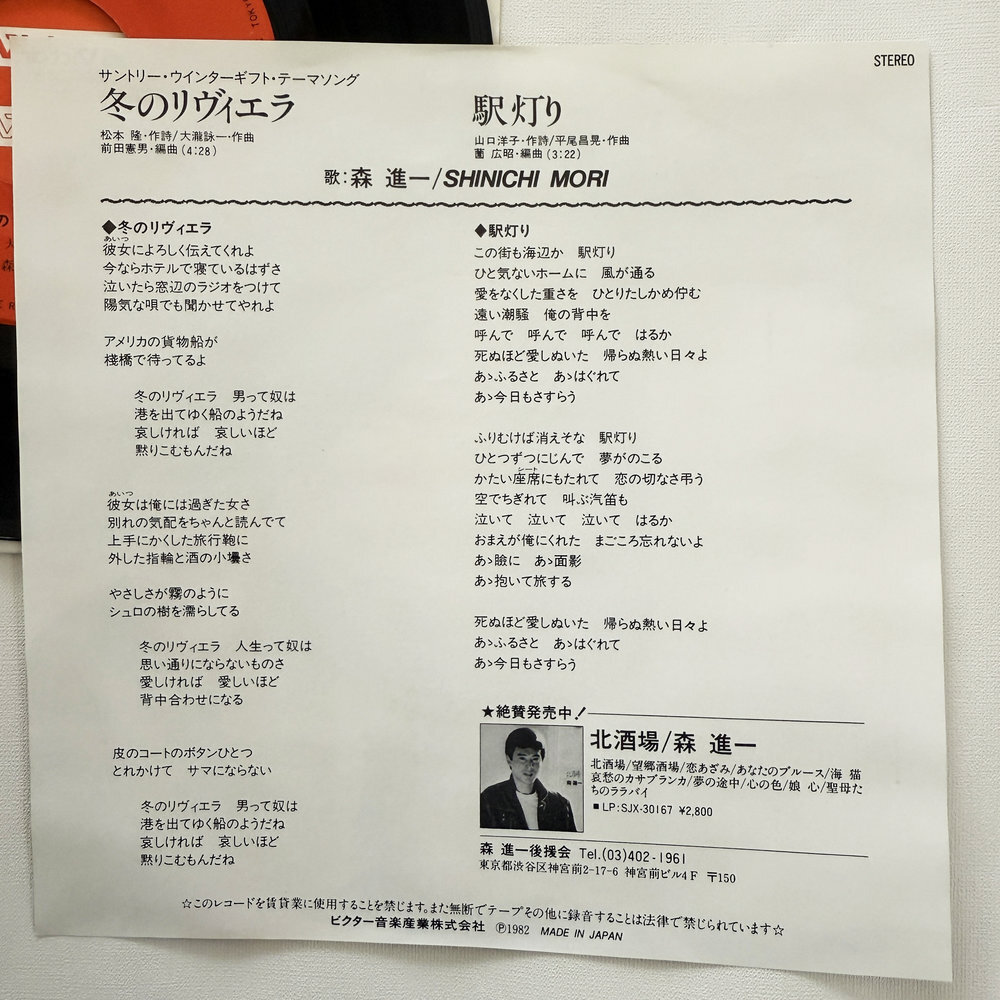 STEREO
サントリー・ウインターギフト・テーマソング
冬のリヴィエラ
松本 隆・作詩/大瀧詠一・作曲
前田憲男・編曲(4:28)
駅灯り
山口洋子・作詩/平尾昌晃・作曲
薗 広昭・編曲(3:22)
歌:森 進一/SHINICHI MORI
◆冬のリヴィエラ
あいつ
彼女によろしく伝えてくれよ
今ならホテルで寝ているはずさ
泣いたら窓辺のラジオをつけて
陽気な唄でも聞かせてやれよ
アメリカの貨物船が
棧橋で待ってるよ
冬のリヴィエラ 男って奴は
港を出てゆく船のようだね
哀しければ 哀しいほど
黙りこむもんだね
あいつ
彼女は俺には過ぎた女さ
別れの気配をちゃんと読んでて
上手にかくした旅行鞄に
外した指輪と酒の小壜さ
やさしさが霧のように
シュロの樹を濡らしてる
冬のリヴィエラ 人生って奴は
思い通りにならないものさ
愛しければ 愛しいほど
背中合わせになる
皮のコートのボタンひとつ
とれかけて サマにならない
冬のリヴィエラ 男って奴は
港を出てゆく船のようだね
哀しければ 哀しいほど
黙りこむもんだね
◆駅灯り
この街も海辺か 駅灯り
ひと気ないホームに 風が通る
愛をなくした重さを ひとりたしかめ佇む
遠い潮騒 俺の背中を
呼んで 呼んで 呼んで はるか
死ぬほど愛しぬいた 帰らぬ熱い日々よ
あゝふるさと あゝはぐれて
あゝ今日もさすらう
ふりむけば消えそな 駅灯り
ひとつずつにじんで 夢がのこる
シート
かたい座席にもたれて 恋の切なさ弔う
空でちぎれて 叫ぶ汽笛も
泣いて 泣いて 泣いて はるか
おまえが俺にくれた まごころ忘れないよ
あゝ瞼に あゝ面影
あゝ抱いて旅する
死ぬほど愛しぬいた 帰らぬ熱い日々よ
あゝふるさと あゝはぐれて
あゝ今日もさすらう
★絶賛発売中!
北酒場/森 進一
北酒場/望郷酒場/恋あざみ/あなたのブルース/海 猫
哀愁のカサブランカ/夢の途中/心の色/娘 心/聖母た
ちのララバイ
■LP:SJX-30167 ¥2,800
森 進一後援会 Tel.(03)402-1961
東京都渋谷区神宮前2-17-6 神宮前ビル4F 〒150
☆このレコードを賃貸業に使用することを禁じます。また無断でテープその他に録音することは法律で禁じられています☆
ビクター音楽産業株式会社 Ⓟ1982 MADE IN JAPAN